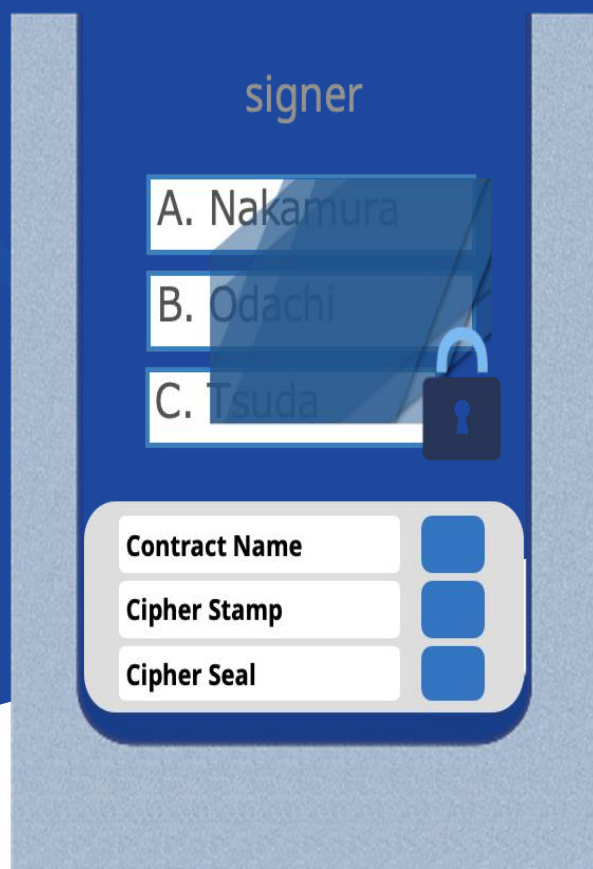 signer
A. Nakamura
B. Odachi
C. Tsuda
Contract Name
Cipher Stamp
Cipher Seal